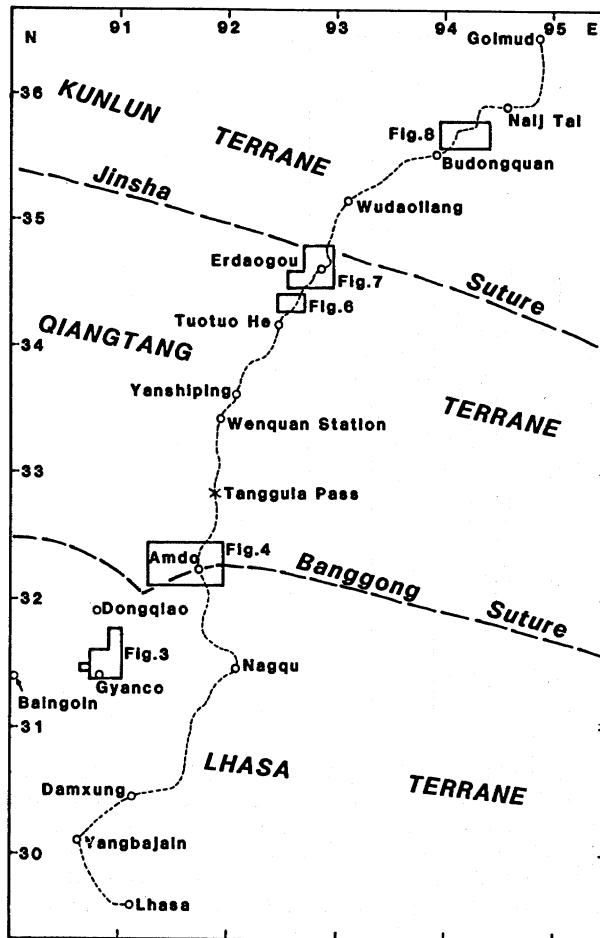 91 92 93 94 95
N E
Golmud
36
KUNLUN
Naij Tai
Fig.8
TERRANE
Budongquan
Jinsha
35
Wudaoliang
Erdaogou
Suture
Fig.7
Fig.6
Tuotuo He
QIANGTANG
34
Yanshiping
TERRANE
Wenquan Station
33
Tanggula Pass
Fig.4
Amdo
Banggong
32
Dongqiao
Suture
Fig.3
Nagqu
Gyanco
Baingoin
31
LHASA
Damxung
TERRANE
Yangbajain
30
Lhasa